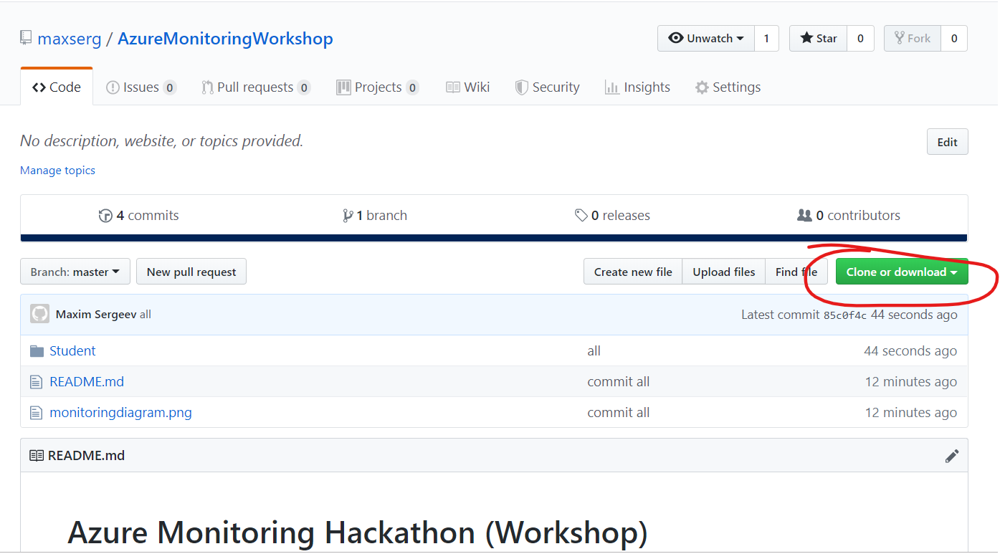 maxserg / AzureMonitoringWorkshop
Unwatch 1 Star 0 Fork 0
Code Issues 0 Pull requests 0 Projects 0 Wiki Security Insights Settings
No description, website, or topics provided.
Edit
Manage topics
4 commits 1 branch 0 releases 0 contributors
Branch: master New pull request Create new file Upload files Find file Clone or download
Maxim Sergeev all Latest commit 85c0f4c 44 seconds ago
Student all 44 seconds ago
README.md commit all 12 minutes ago
monitoringdiagram.png commit all 12 minutes ago
README.md
Azure Monitoring Hackathon (Workshop)